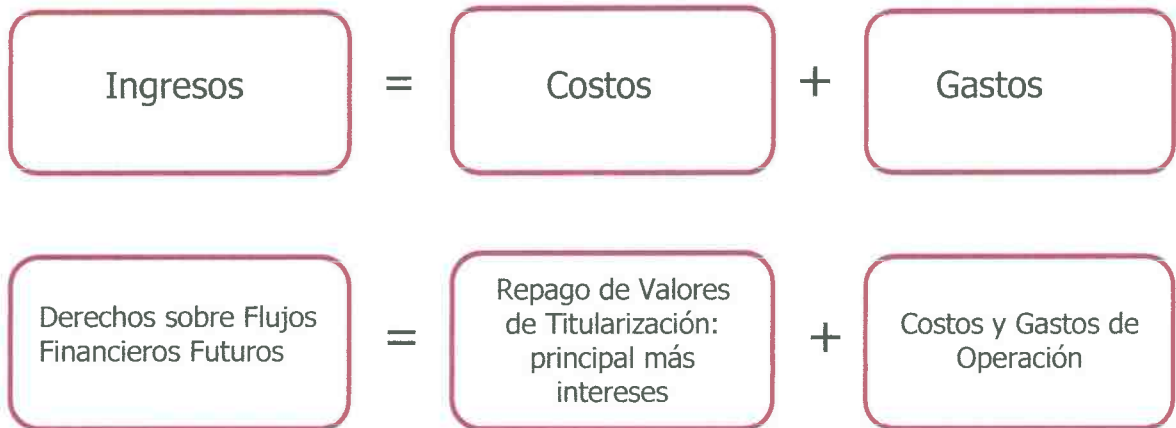 Ingresos = Costos + Gastos
Derechos sobre Flujos
Financieros Futuros
=
Repago de Valores
de Titularización:
principal más
intereses
+
Costos y Gastos de
Operación